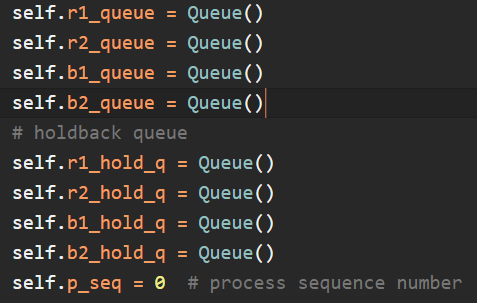 self.r1_queue = Queue()
self.r2_queue = Queue()
self.b1_queue = Queue()
self.b2_queue = Queue()
# holdback queue
self.r1_hold_q = Queue()
self.r2_hold_q = Queue()
self.b1_hold_q = Queue()
self.b2_hold_q = Queue()
self.p_seq = 0  # process sequence number